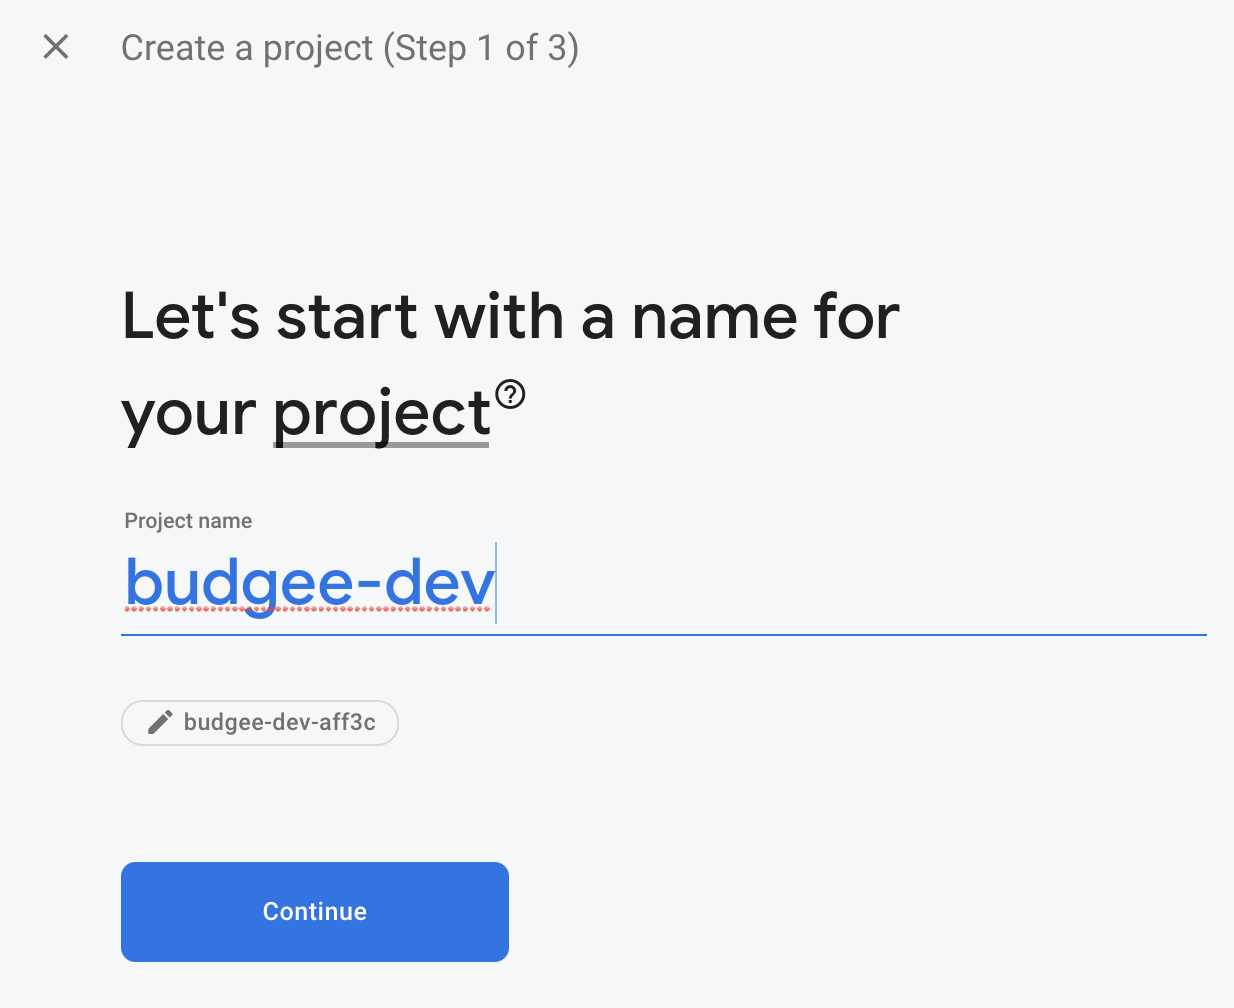 Create a project (Step 1 of 3)
Let's start with a name for
your project
Project name
budgee-dev
budgee-dev-aff3c
Continue